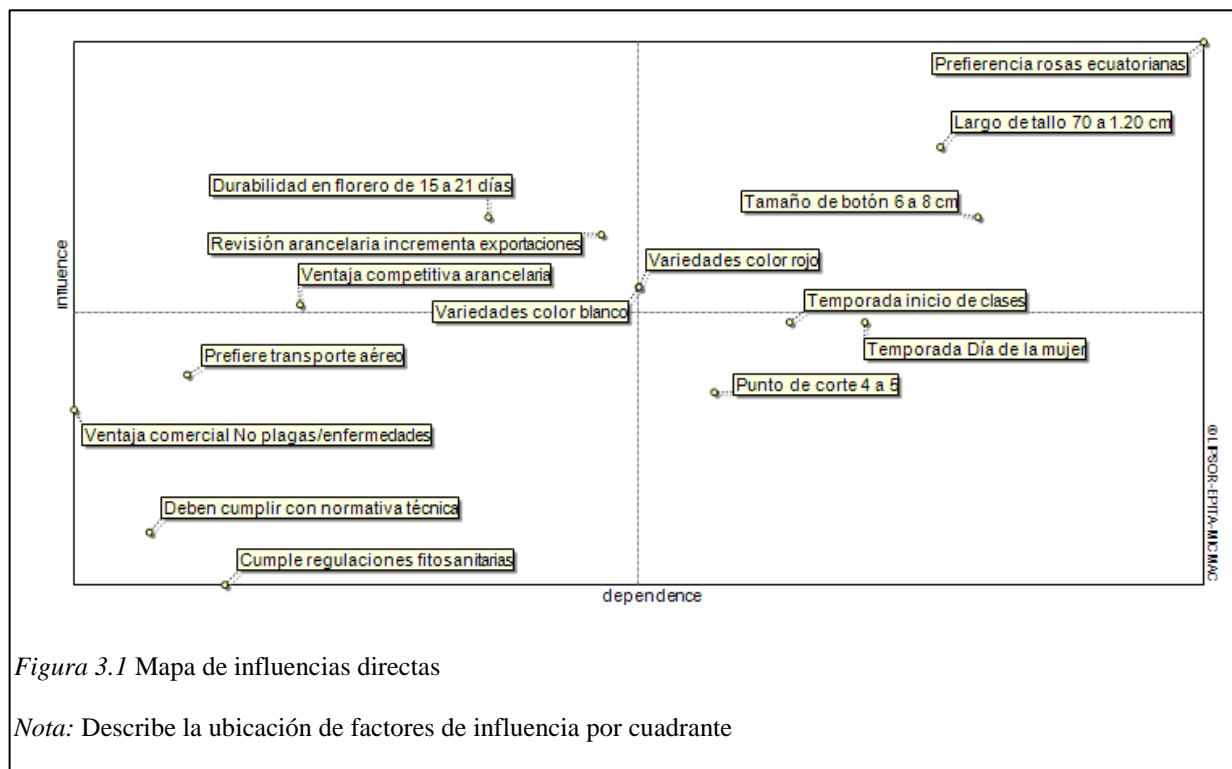 Prefierencia rosas ecuatorianas
Largo de tallo 70 a 1.20 cm
Durabilidad en florero de 15 a 21 días
Tamaño de botón 6 a 8 cm
Revisión arancelaria incrementa exportaciones
Variedades color rojo
Ventaja competitiva arancelaria
Variedades color blanco
Temporada inicio de clases
Prefiere transporte aéreo
Temporada Día de la mujer
Punto de corte 4 a 5
Ventaja comercial No plagas/enfermedades
Deben cumplir con normativa técnica
Cumple regulaciones fitosanitarias
influence
dependence
©LIPSOR-EPITA-MICMAC
Figura 3.1 Mapa de influencias directas
Nota: Describe la ubicación de factores de influencia por cuadrante